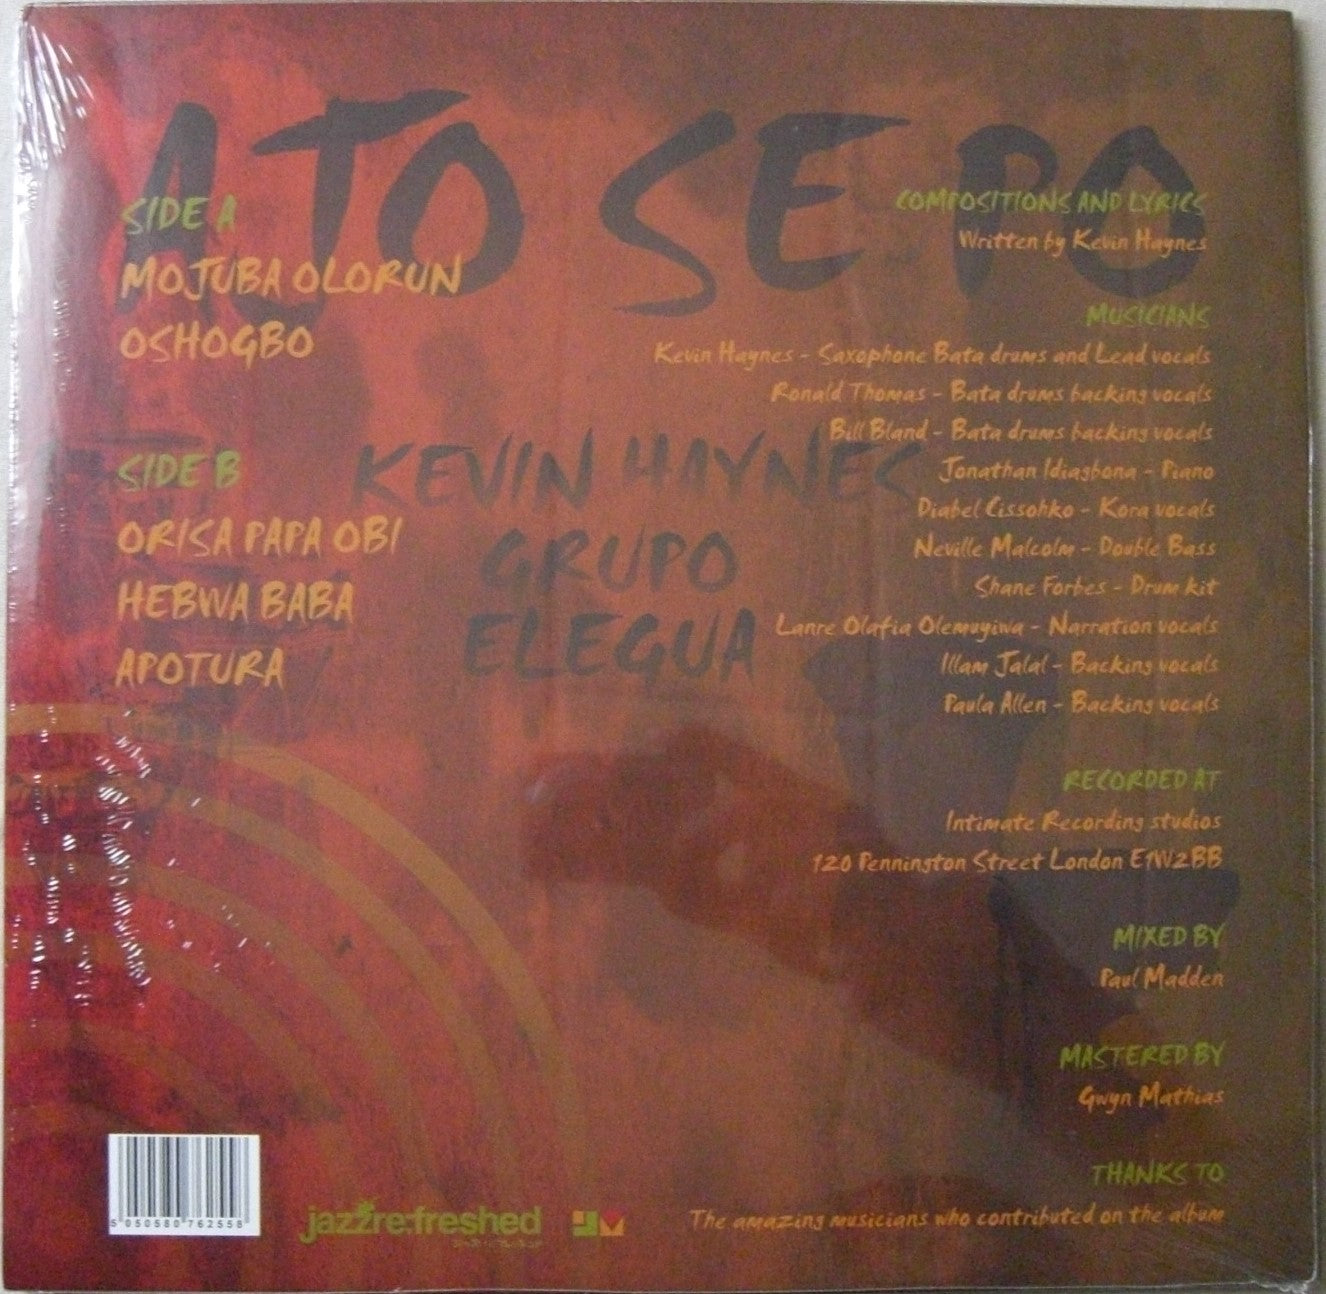 AJO SE PO
SIDE A
MOJUBA OLORUN
OSHOGBO
SIDE B
ORISA PAPA OBI
HEBWA BABA
APOTURA
KEVIN HAYNES
GRUPO
ELEGUA
COMPOSITIONS AND LYRICS
Written by Kevin Haynes
MUSICIANS
Kevin Haynes - Saxophone Bata drums and Lead vocals
Ronald Thomas - Bata drums backing vocals
Bill Bland - Bata drums backing vocals
Jonathan Idiagbona - Piano
Diabel Cissohko - Kora vocals
Neville Malcolm - Double Bass
Shane Forbes - Drum kit
Lanre Olafia Olemuyiwa - Narration vocals
Illam Jalal - Backing vocals
Paula Allen - Backing vocals
RECORDED AT
Intimate Recording studios
120 Pennington Street London E1W2BB
MIXED BY
Paul Madden
MASTERED BY
Gwyn Mathias
THANKS TO
The amazing musicians who contributed on the album
5 050580 762558
jazzre:freshed